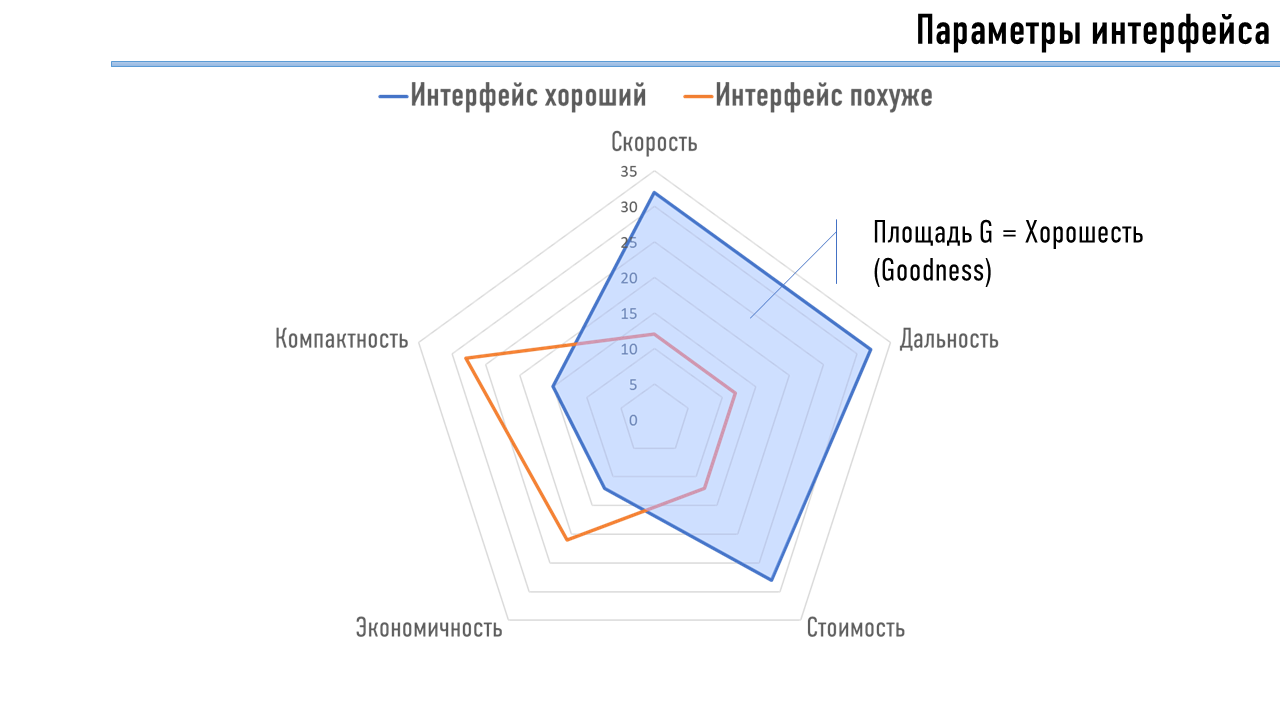 Параметры интерфейса
Интерфейс хороший
Интерфейс похуже
Скорость
35
30
25
20
15
10
5
0
Площадь G = Хорошесть
(Goodness)
Компактность
Дальность
Экономичность
Стоимость